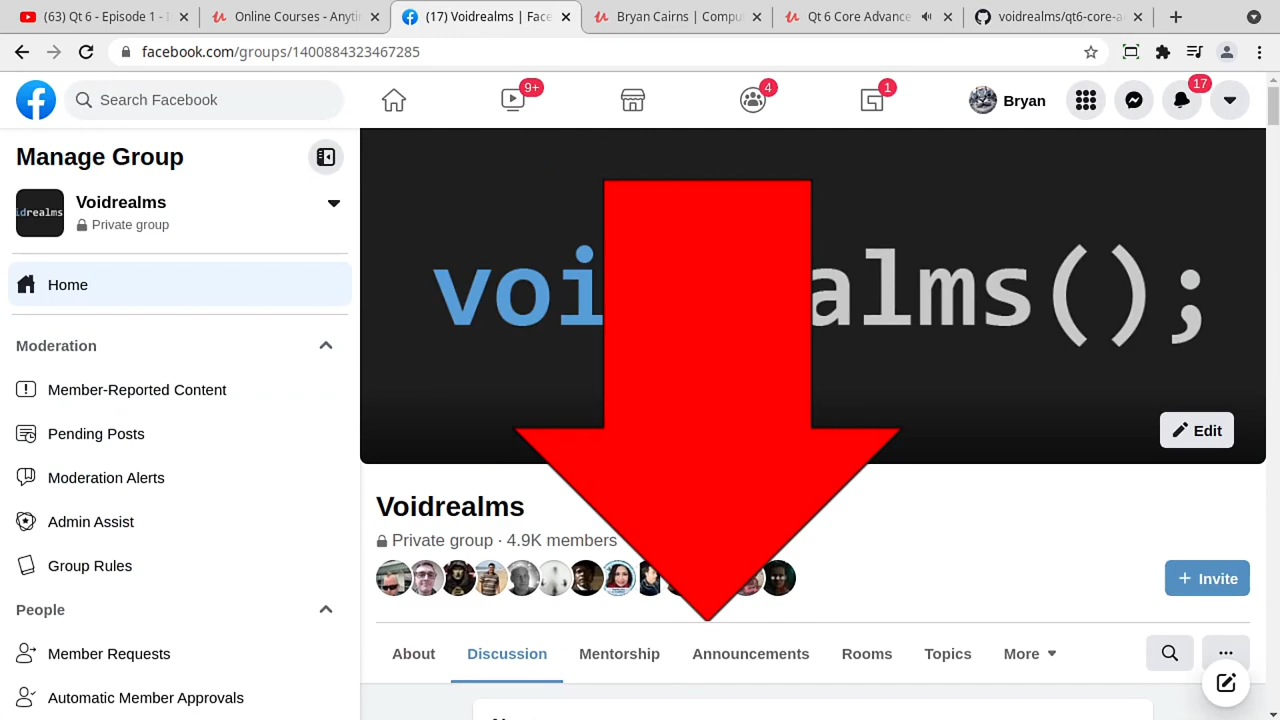 (63) Qt 6 - Episode 1 - I
Online Courses - Anyti
(17) Voidrealms | Face
Bryan Cairns | Compu
Qt 6 Core Advance
voidrealms/qt6-core-a
facebook.com/groups/1400884323467285
Search Facebook
9+
4
1
Bryan
17
Manage Group
Voidrealms
Private group
Home
Moderation
Member-Reported Content
Pending Posts
Moderation Alerts
Admin Assist
Group Rules
People
Member Requests
Automatic Member Approvals
idrealms
voi alms();
Edit
Voidrealms
Private group · 4.9K members
+ Invite
About
Discussion
Mentorship
Announcements
Rooms
Topics
More